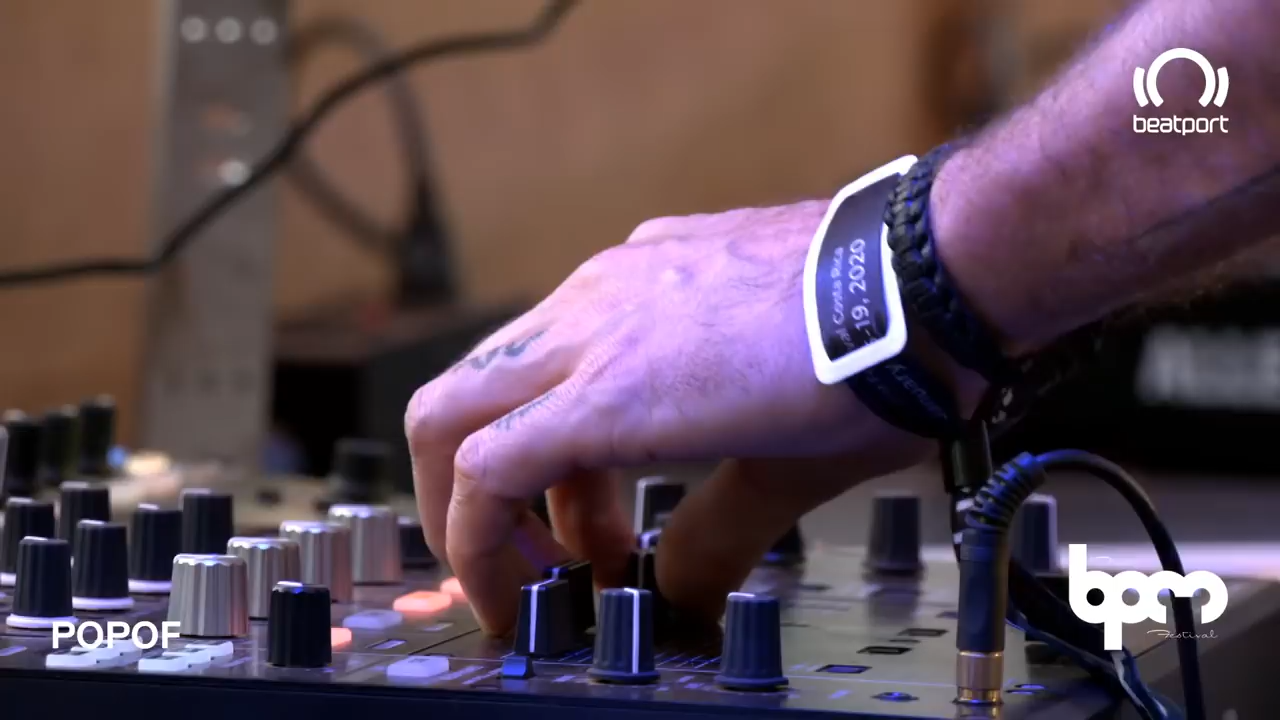 beatport
Costa Rica
19, 2020
POPOF
bpm
Festival